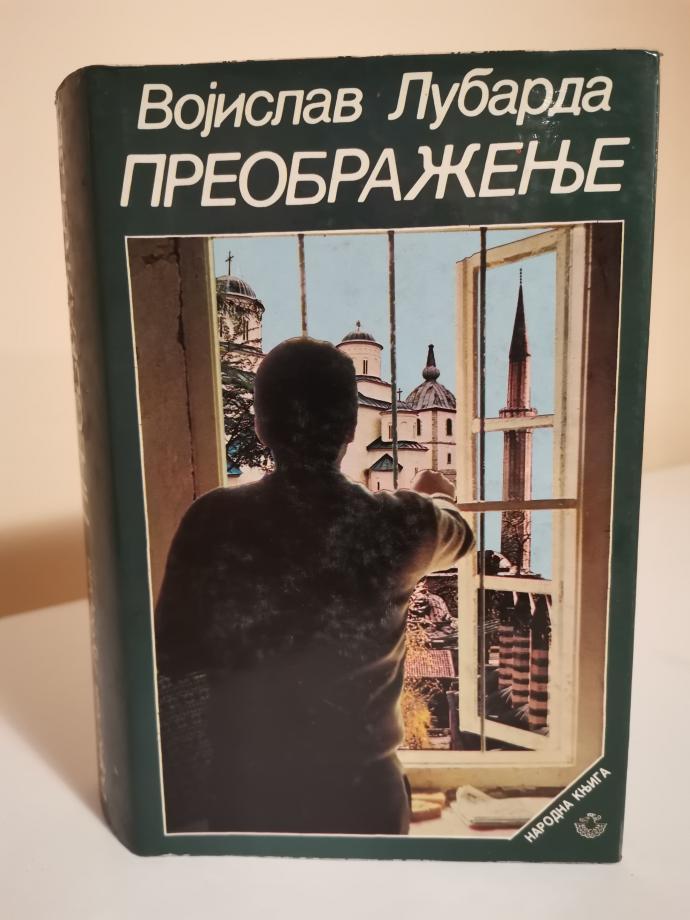 Војислав Лубарда
ПРЕОБРАЖЕЊЕ
НАРОДНА КЊИГА